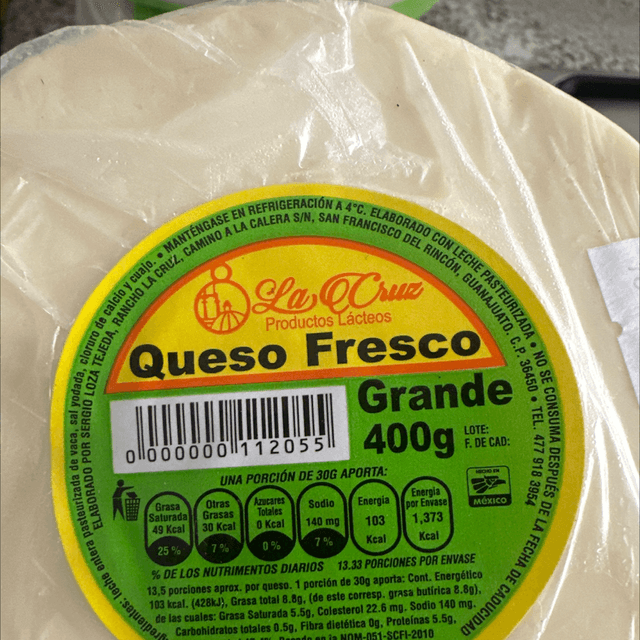 • MANTÉNGASE EN REFRIGERACIÓN A 4°C. ELABORADO CON LECHE PASTEURIZADA • NO SE CONSUMA DESPUES DE LA FECHA DE CADUCIDAD
leche entera pasteurizada de vaca, sal yodada, cloruro de calcio y cuajo.
ELABORADO POR SERGIO LOZA TEJEDA. RANCHO LA CRUZ. CAMINO A LA CALERA S/N, SAN FRANCISCO DEL RINCÓN, GUANAJUATO. C.P. 36450 • TEL. 477 918 3954
La Cruz
Productos Lácteos
Queso Fresco
Grande
400g
LOTE:
F. DE CAD:
0 000000 112055
UNA PORCIÓN DE 30G APORTA:
Grasa Saturada 49 Kcal 25 %
Otras Grasas 30 Kcal 7 %
Azucares Totales 0 Kcal 0 %
Sodio 140 mg 7 %
Energía 103 Kcal
Energía por Envase 1,373 Kcal
HECHO EN
MÉXICO
% DE LOS NUTRIMENTOS DIARIOS 13.33 PORCIONES POR ENVASE
13,5 porciones aprox. por queso. 1 porción de 30g aporta: Cont. Energético
103 kcal. (428kJ), Grasa total 8.8g, (de este corresp. grasa butírica 8.8g),
de las cuales: Grasa Saturada 5.5g, Colesterol 22.6 mg. Sodio 140 mg.
Carbohidratos totales 0.5g, Fibra dietética 0g, Proteínas 5.5g,
NOM-051-SCFI-2010